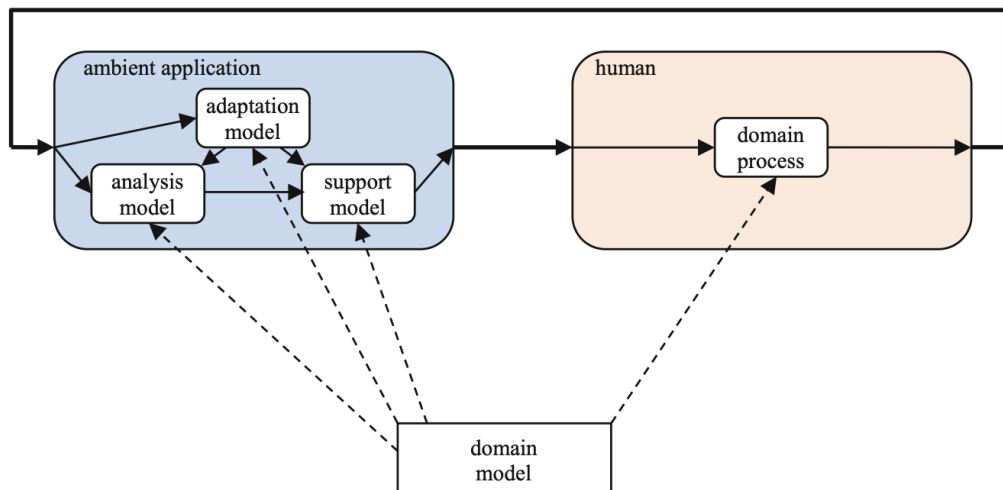 ambient application
adaptation
model
analysis
model
support
model
human
domain
process
domain
model